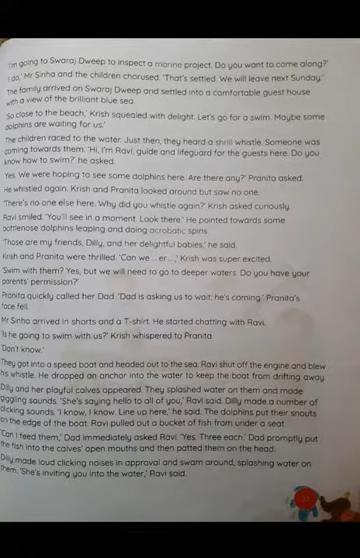 'I'm going to Swaraj Dweep to inspect a marine project. Do you want to come along?'
'I do,' Mr Sinha and the children chorused. 'That's settled. We will leave next Sunday.'
The family arrived on Swaraj Dweep and settled into a comfortable guest house
with a view of the brilliant blue sea.
'So close to the beach,' Krish squealed with delight. Let's go for a swim. Maybe some
dolphins are waiting for us.'
The children raced to the water. Just then, they heard a shrill whistle. Someone was
coming towards them. 'Hi, I'm Ravi, guide and lifeguard for the guests here. Do you
know how to swim?' he asked.
'Yes. We were hoping to see some dolphins here. Are there any?' Pranita asked.
He whistled again. Krish and Pranita looked around but saw no one.
'There's no one else here. Why did you whistle again?' Krish asked curiously.
Ravi smiled. 'You'll see in a moment. Look there.' He pointed towards some
bottlenose dolphins leaping and doing acrobatic spins.
'Those are my friends, Dilly, and her delightful babies,' he said.
Krish and Pranita were thrilled. 'Can we ... er ... ,' Krish was super excited.
'Swim with them? Yes, but we will need to go to deeper waters. Do you have your
parents' permission?'
Pranita quickly called her Dad. 'Dad is asking us to wait; he's coming.' Pranita's
face fell.
Mr Sinha arrived in shorts and a T-shirt. He started chatting with Ravi.
'Is he going to swim with us?' Krish whispered to Pranita.
'Don't know.'
They got into a speed boat and headed out to the sea. Ravi shut off the engine and blew
his whistle. He dropped an anchor into the water to keep the boat from drifting away.
Dilly and her playful calves appeared. They splashed water on them and made
giggling sounds. 'She's saying hello to all of you,' Ravi said. Dilly made a number of
clicking sounds. 'I know, I know. Line up here,' he said. The dolphins put their snouts
on the edge of the boat. Ravi pulled out a bucket of fish from under a seat.
'Can I feed them,' Dad immediately asked Ravi. 'Yes. Three each.' Dad promptly put
the fish into the calves' open mouths and then patted them on the head.
Dilly made loud clicking noises in approval and swam around, splashing water on
them. 'She's inviting you into the water,' Ravi said.